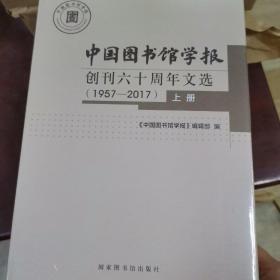 中国图书馆学报
创刊六十周年文选
(1957—2017) 上册
《中国图书馆学报》编辑部 编
国家图书馆出版社